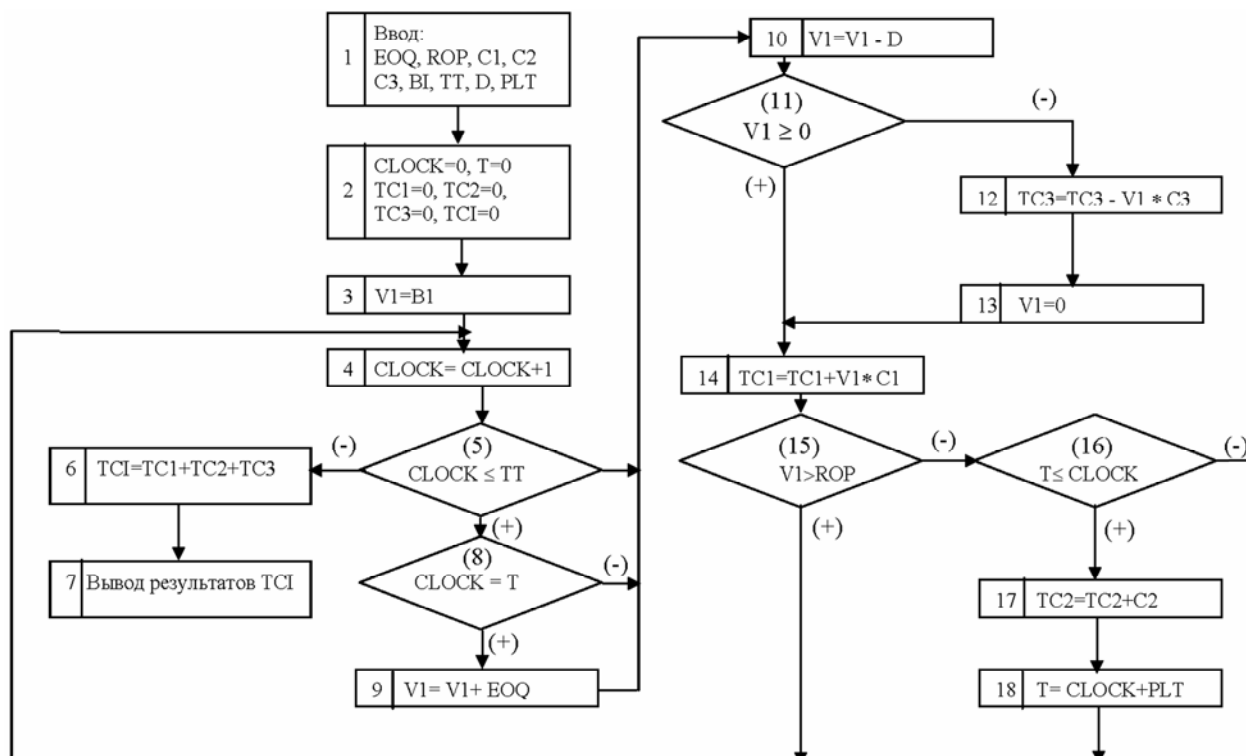 1
Ввод:
EOQ, ROP, C1, C2
C3, BI, TT, D, PLT
2
CLOCK=0, T=0
TC1=0, TC2=0,
TC3=0, TCI=0
3 V1=B1
4 CLOCK= CLOCK+1
(5)
CLOCK ≤ TT
(-)
(+)
6 TCI=TC1+TC2+TC3
7 Вывод результатов TCI
(8)
CLOCK = T
(-)
(+)
9 V1= V1+ EOQ
10 V1=V1 - D
(11)
V1 ≥ 0
(-)
(+)
12 TC3=TC3 - V1 * C3
13 V1=0
14 TC1=TC1+V1* C1
(15)
V1>ROP
(-)
(+)
(16)
T≤ CLOCK
(-)
(+)
17 TC2=TC2+C2
18 T= CLOCK+PLT